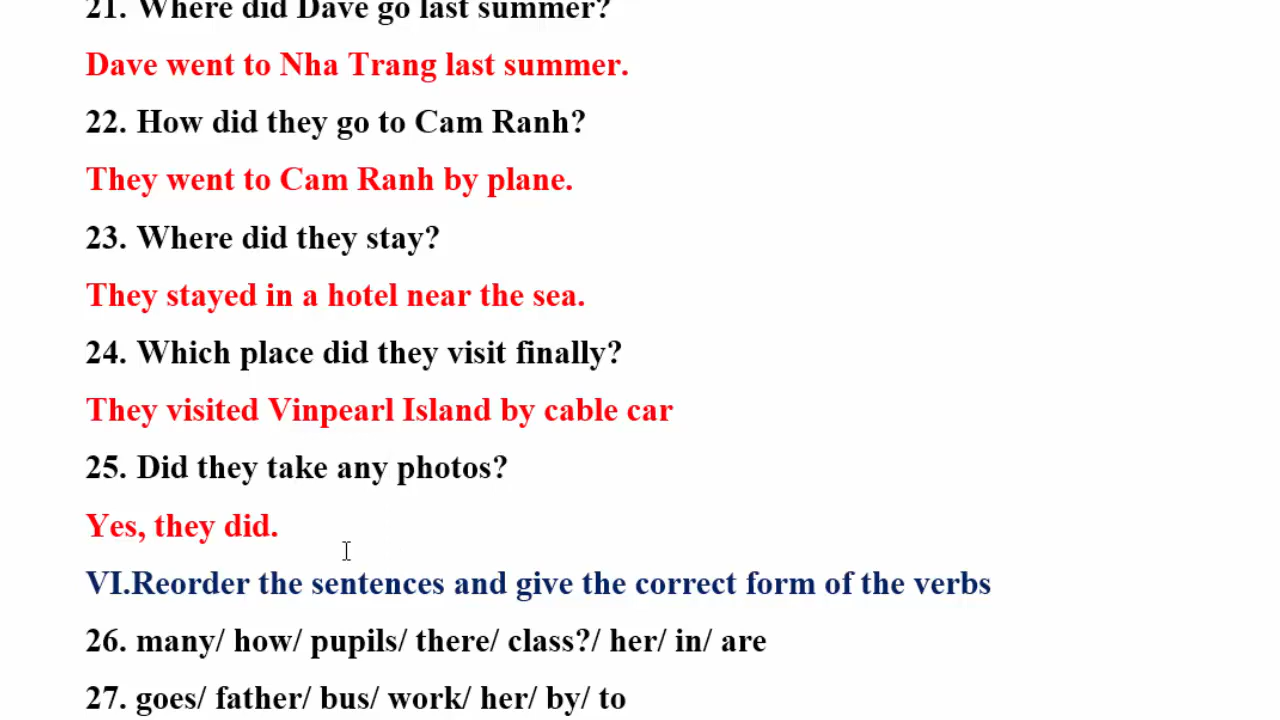 21. Where did Dave go last summer?
Dave went to Nha Trang last summer.
22. How did they go to Cam Ranh?
They went to Cam Ranh by plane.
23. Where did they stay?
They stayed in a hotel near the sea.
24. Which place did they visit finally?
They visited Vinpearl Island by cable car
25. Did they take any photos?
Yes, they did.
VI.Reorder the sentences and give the correct form of the verbs
26. many/ how/ pupils/ there/ class?/ her/ in/ are
27. goes/ father/ bus/ work/ her/ by/ to